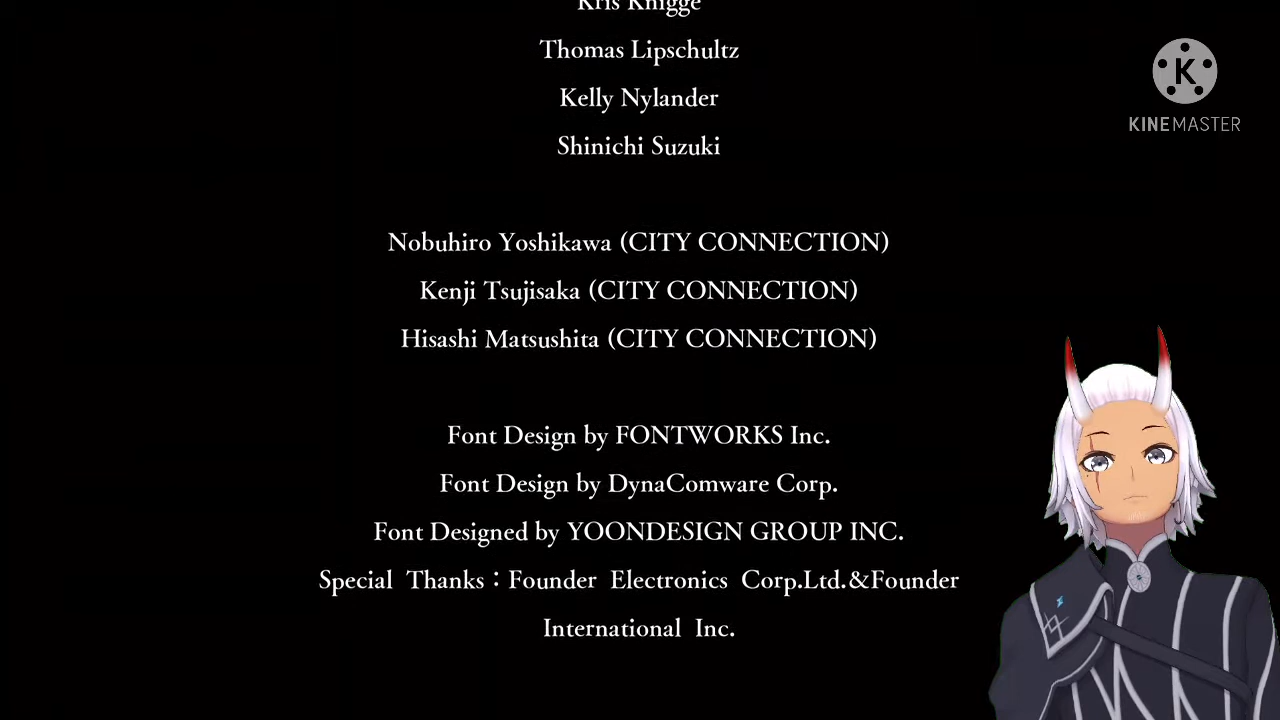 Kris Knigge
Thomas Lipschultz
Kelly Nylander
Shinichi Suzuki
Nobuhiro Yoshikawa (CITY CONNECTION)
Kenji Tsujisaka (CITY CONNECTION)
Hisashi Matsushita (CITY CONNECTION)
Font Design by FONTWORKS Inc.
Font Design by DynaComware Corp.
Font Designed by YOONDESIGN GROUP INC.
Special Thanks : Founder Electronics Corp.Ltd.&Founder
International Inc.
K
KINEMASTER